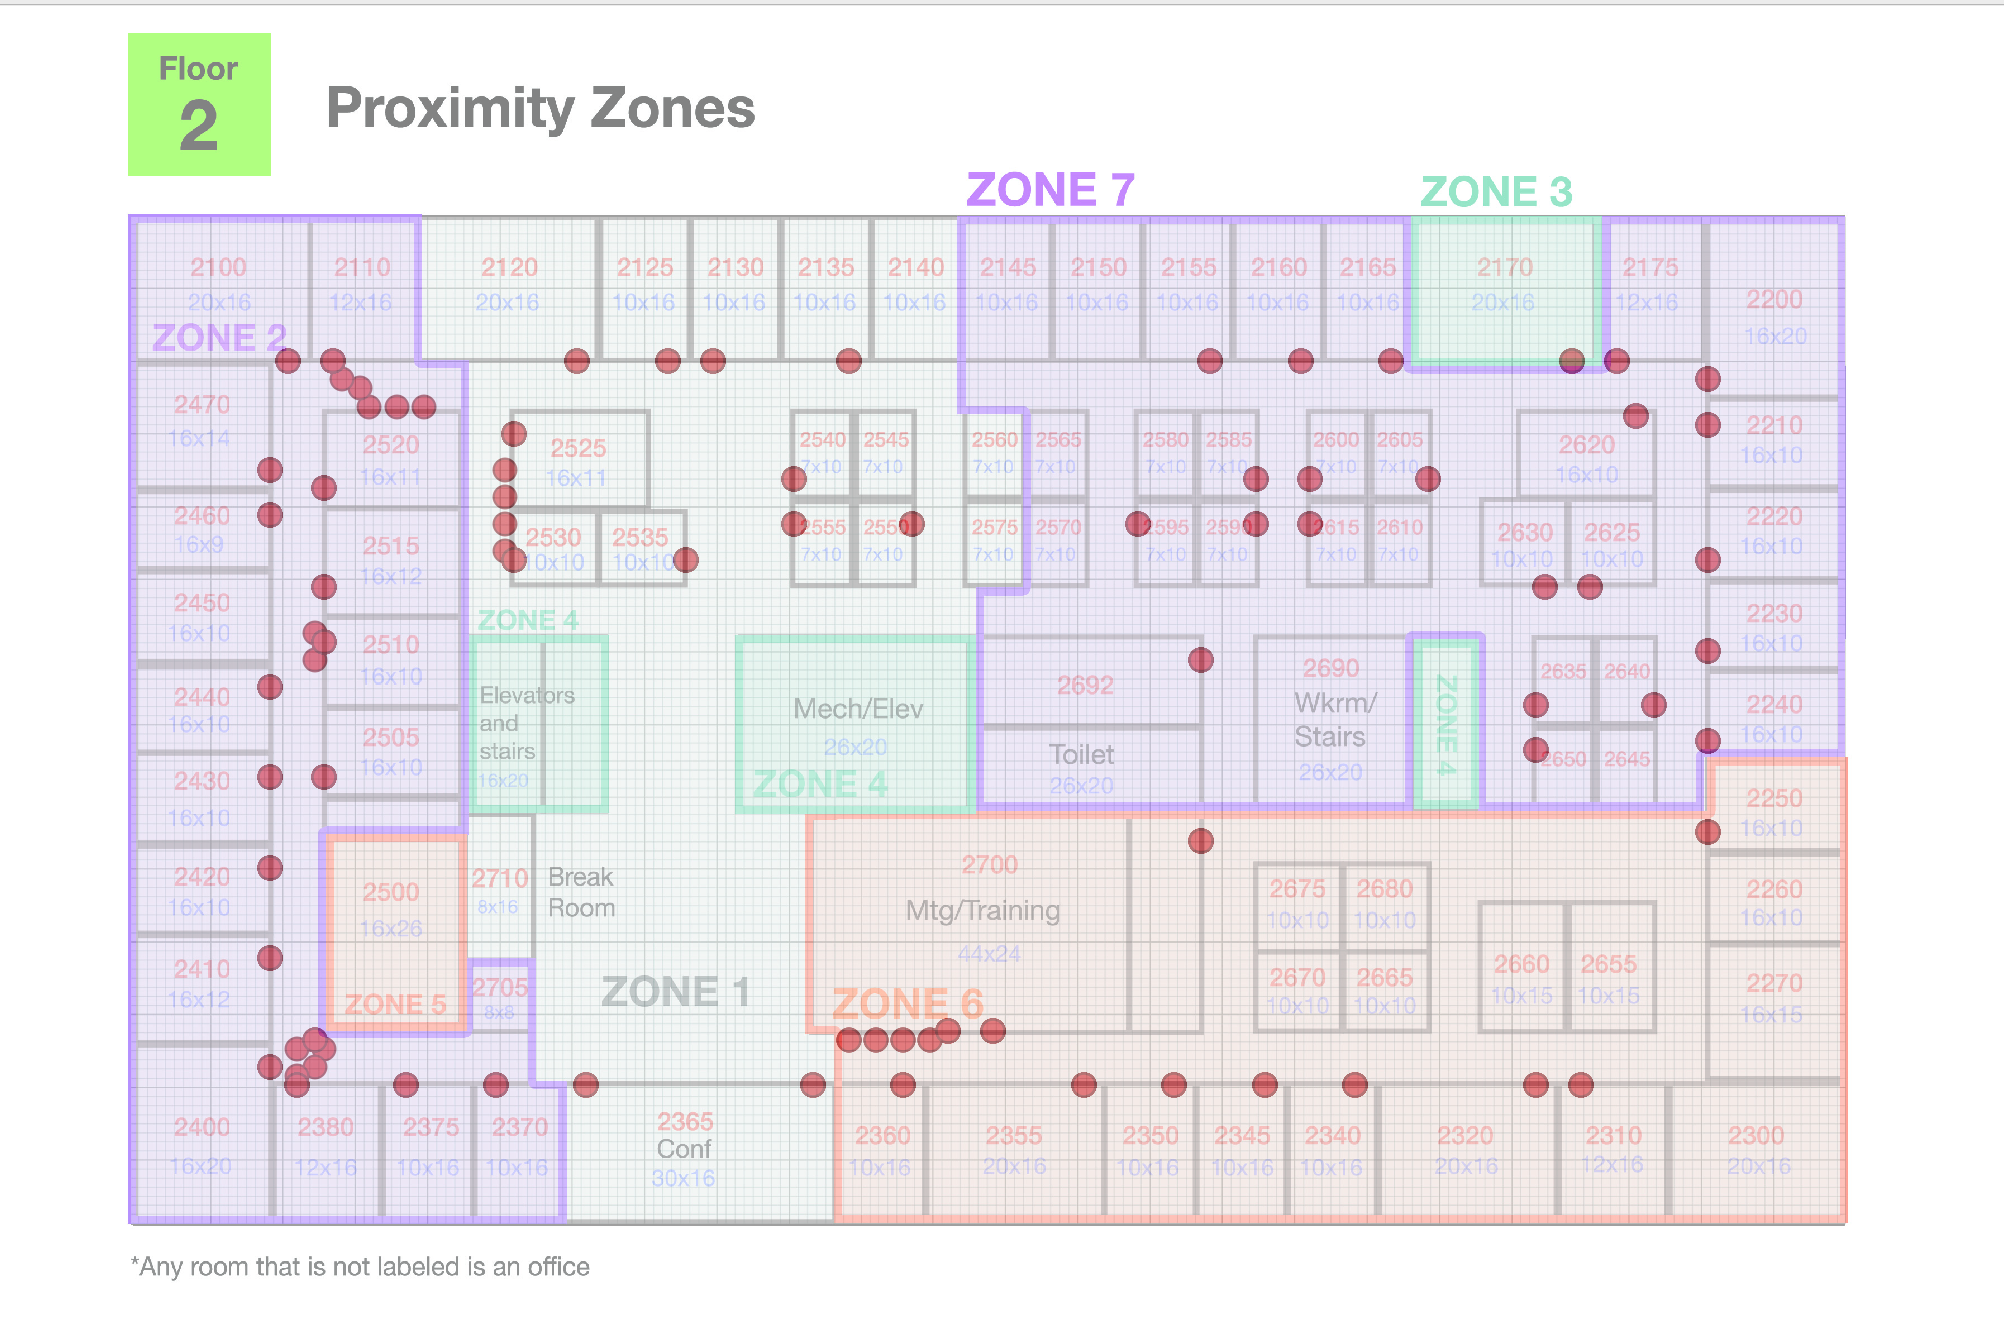 Floor
2
Proximity Zones
ZONE 7
ZONE 3
2100
20x16
2110
12x16
2120
20x16
2125
10x16
2130
10x16
2135
10x16
2140
10x16
2145
10x16
2150
10x16
2155
10x16
2160
10x16
2165
10x16
2170
20x16
2175
12x16
2200
16x20
ZONE 2
2470
16x14
2520
16x11
2525
16x11
2540
7x10
2545
7x10
2560
7x10
2565
7x10
2580
7x10
2585
7x10
2600
7x10
2605
7x10
2620
16x10
2210
16x10
2460
16x9
2515
16x12
2530
10x10
2535
10x10
2555
7x10
2550
7x10
2575
7x10
2570
7x10
2595
7x10
2590
7x10
2615
7x10
2610
7x10
2630
10x10
2625
10x10
2220
16x10
2450
16x10
2510
16x10
ZONE 4
Elevators
and
stairs
16x20
Mech/Elev
26x20
ZONE 4
2692
Toilet
26x20
2690
Wkrm/
Stairs
26x20
ZONE 4
2635
2640
2650
2645
2230
16x10
2240
16x10
2440
16x10
2505
16x10
2430
16x10
2250
16x10
2420
16x10
2500
16x26
ZONE 5
2710
8x16
Break
Room
2705
8x8
ZONE 1
2700
Mtg/Training
44x24
ZONE 6
2675
10x10
2680
10x10
2670
10x10
2665
10x10
2660
10x15
2655
10x15
2260
16x10
2270
16x15
2410
16x12
2400
16x20
2380
12x16
2375
10x16
2370
10x16
2365
Conf
30x16
2360
10x16
2355
20x16
2350
10x16
2345
10x16
2340
10x16
2320
20x16
2310
12x16
2300
20x16
*Any room that is not labeled is an office